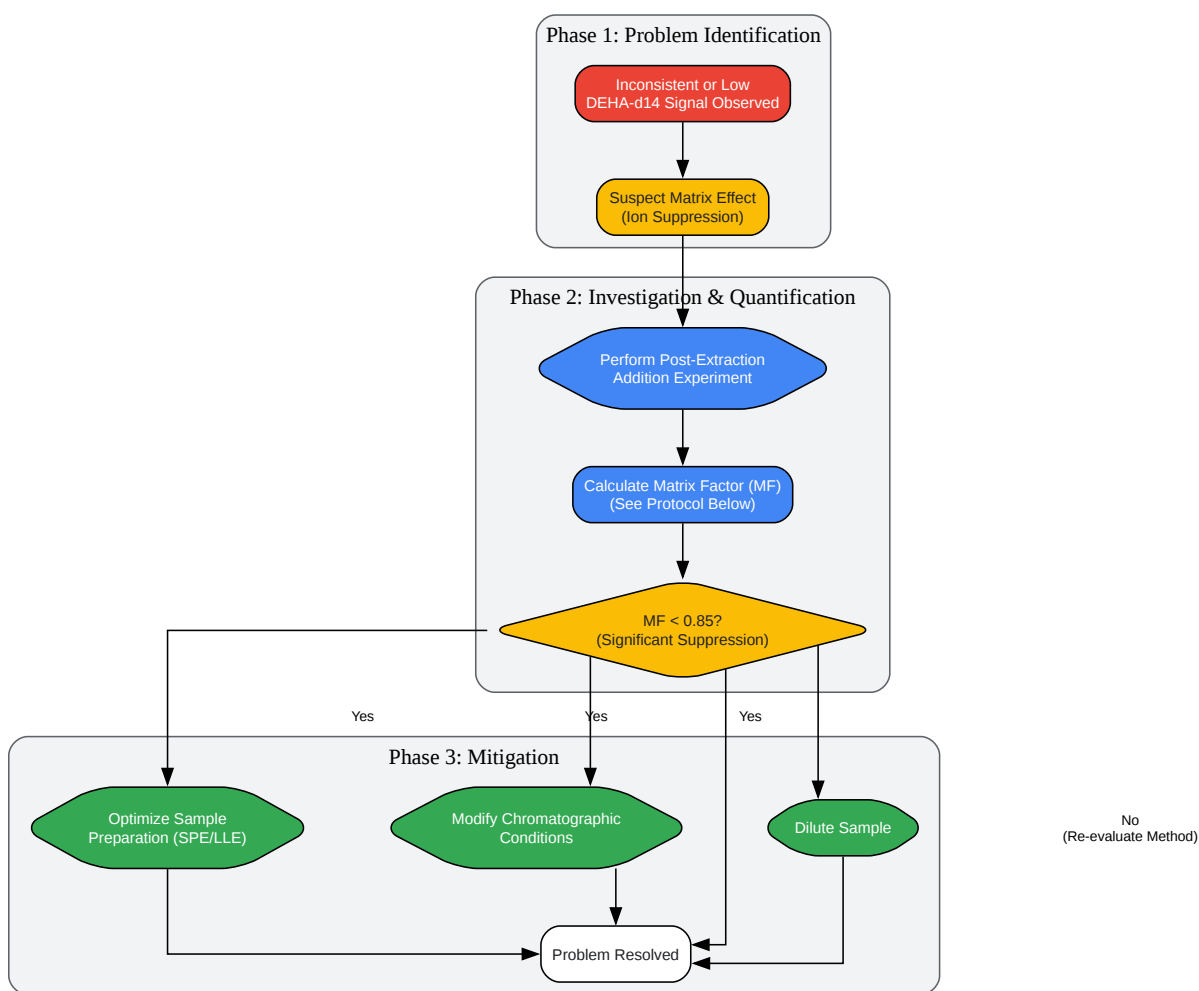 Phase 1: Problem Identification
Inconsistent or Low
DEHA-d14 Signal Observed
Suspect Matrix Effect
(Ion Suppression)
Phase 2: Investigation & Quantification
Perform Post-Extraction
Addition Experiment
Calculate Matrix Factor (MF)
(See Protocol Below)
MF < 0.85?
(Significant Suppression)
Yes
Yes
Yes
Phase 3: Mitigation
Optimize Sample
Preparation (SPE/LLE)
Modify Chromatographic
Conditions
Dilute Sample
No
(Re-evaluate Method)
Problem Resolved